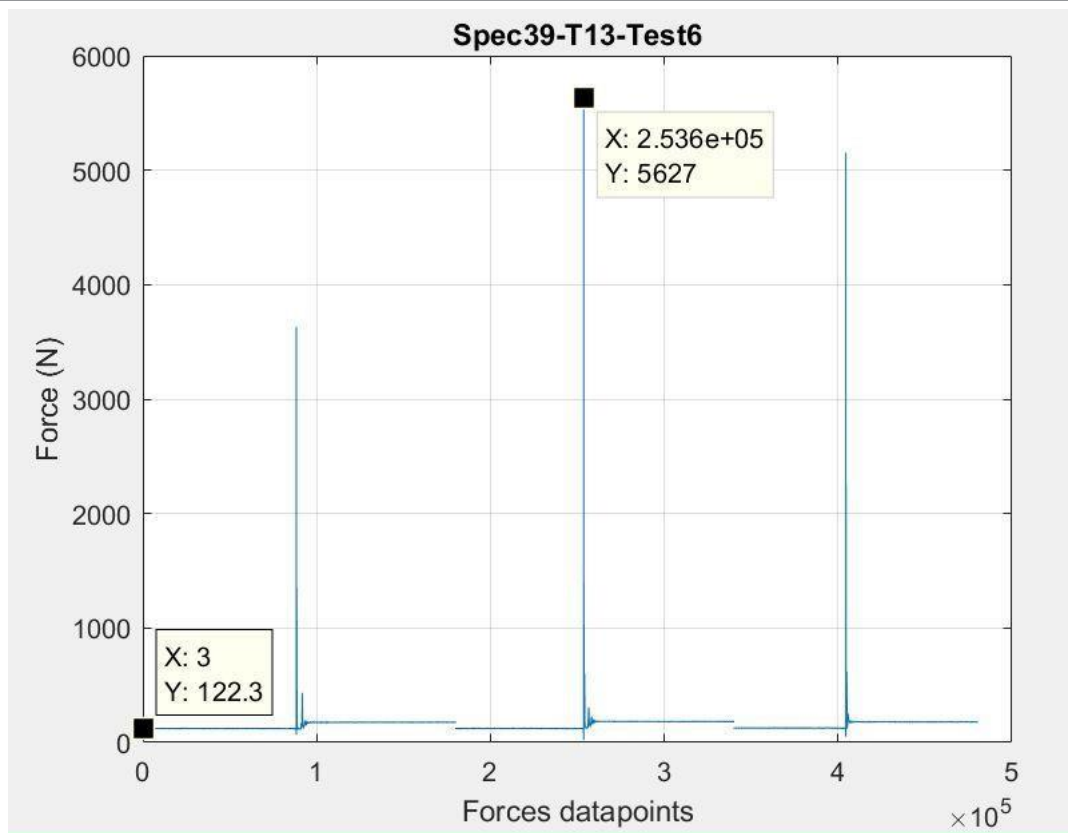 Spec39-T13-Test6
6000
5000
4000
3000
2000
1000
0
Force (N)
X: 2.536e+05
Y: 5627
X: 3
Y: 122.3
0 1 2 3 4 5
Forces datapoints
×10^5